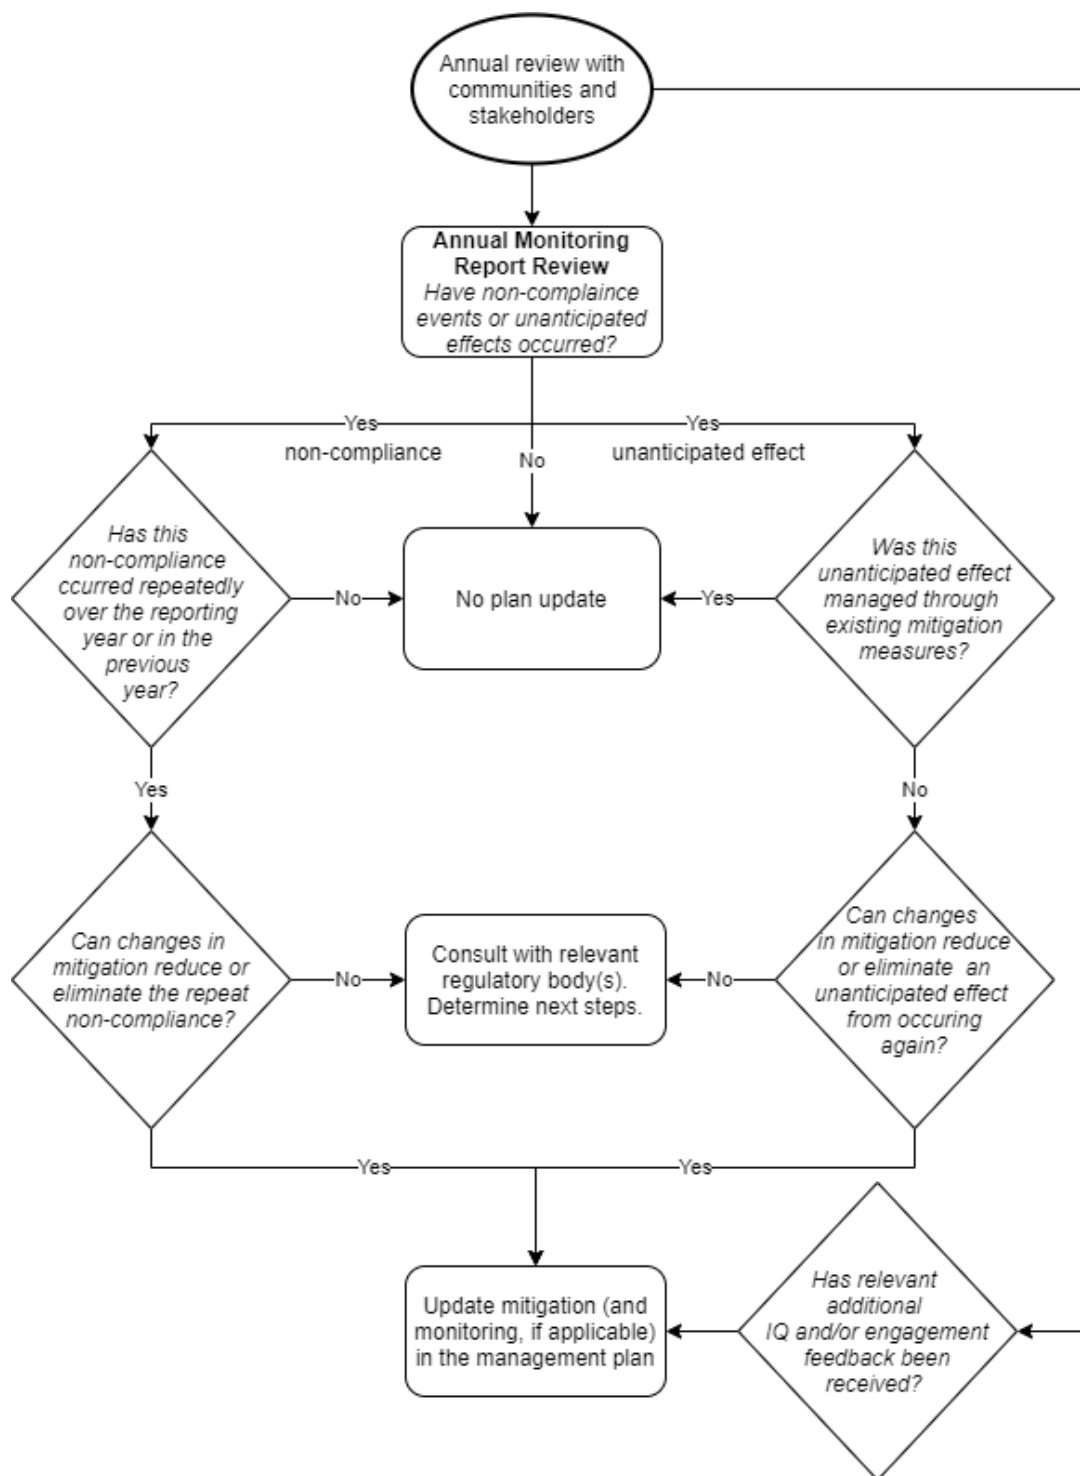 Annual review with
communities and
stakeholders
Annual Monitoring
Report Review
Have non-complaince
events or unanticipated
effects occurred?
Yes
non-compliance
No
Yes
unanticipated effect
Has this
non-compliance
ccurred repeatedly
over the reporting
year or in the
previous
year?
No
No plan update
Yes
Was this
unanticipated effect
managed through
existing mitigation
measures?
Yes
No
Can changes in
mitigation reduce or
eliminate the repeat
non-compliance?
No
Consult with relevant
regulatory body(s).
Determine next steps.
No
Can changes
in mitigation reduce
or eliminate an
unanticipated effect
from occuring
again?
Yes
Yes
Update mitigation (and
monitoring, if applicable)
in the management plan
Has relevant
additional
IQ and/or engagement
feedback been
received?